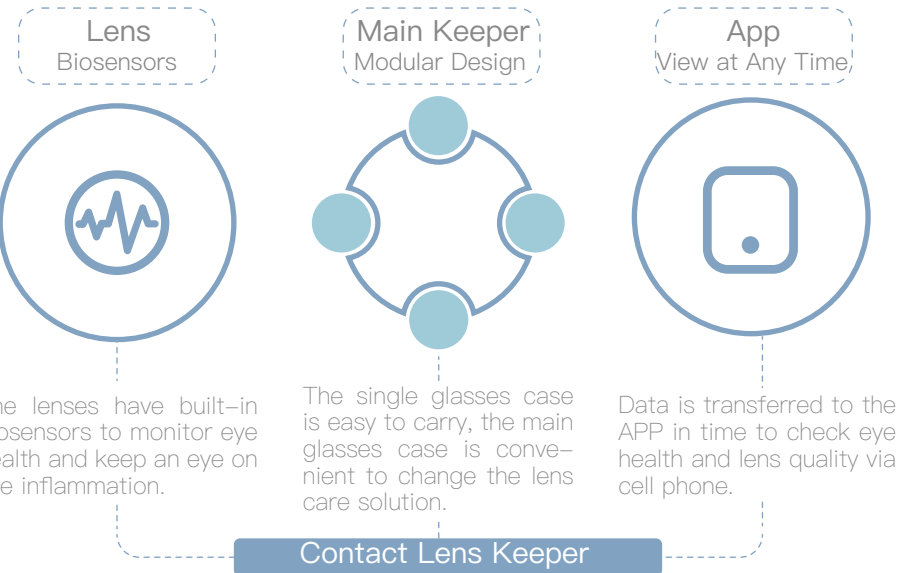 Lens
Biosensors
Main Keeper
Modular Design
App
View at Any Time
lenses have built-in
to monitor eye
and keep an eye on
inflammation.
The single glasses case
is easy to carry, the main
glasses case is conve-
nient to change the lens
care solution.
Data is transferred to the
APP in time to check eye
health and lens quality via
cell phone.
Contact Lens Keeper